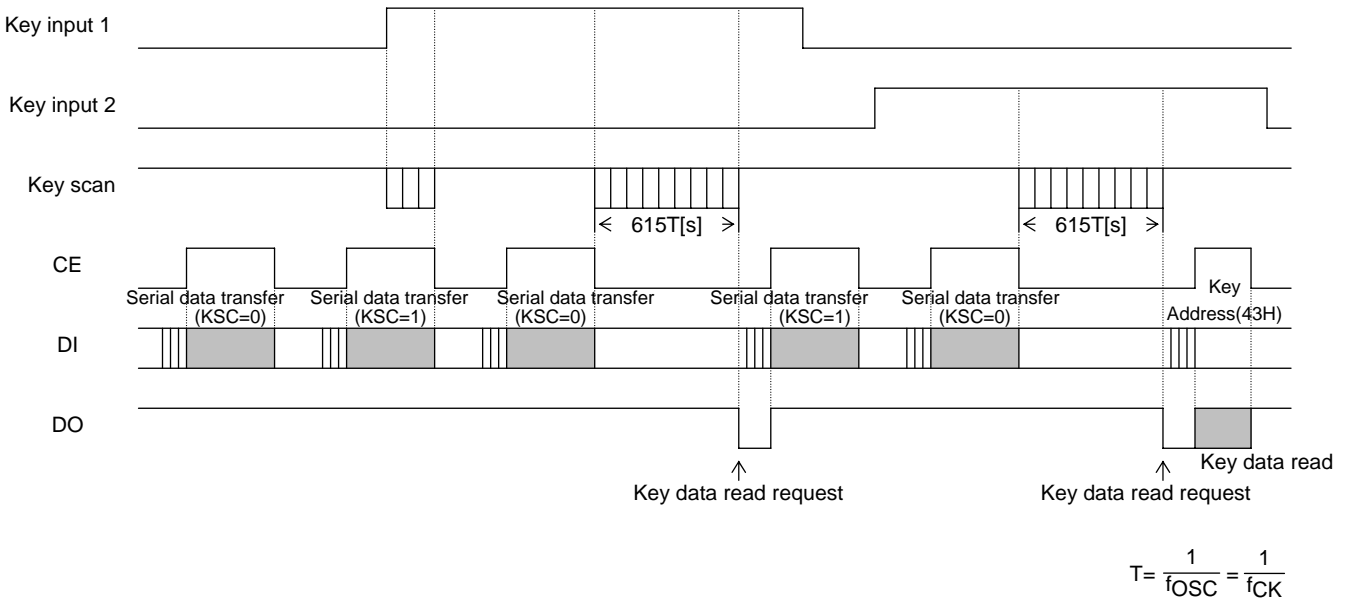 Key input 1
Key input 2
Key scan
615T[s]
615T[s]
CE
Key
Serial data transfer
(KSC=0)
Serial data transfer
(KSC=1)
Serial data transfer
(KSC=0)
Serial data transfer
(KSC=1)
Serial data transfer
(KSC=0)
Address(43H)
DI
DO
Key data read
Key data read request
Key data read request
T= 1/fOSC = 1/fCK